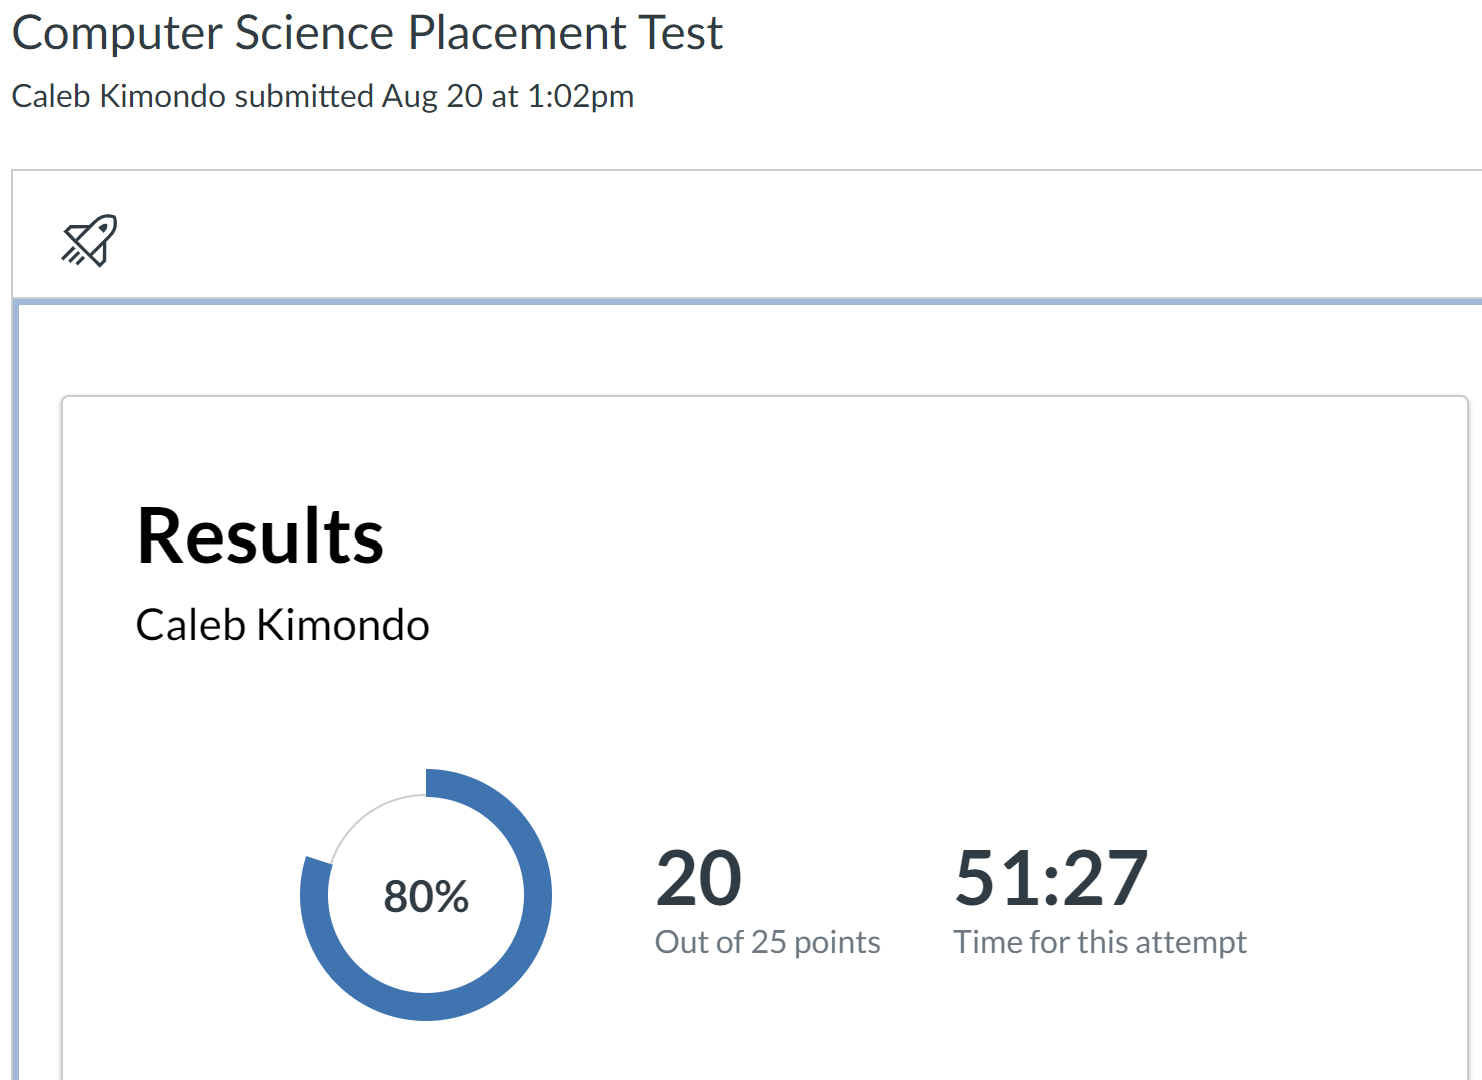 Computer Science Placement Test
Caleb Kimondo submitted Aug 20 at 1:02pm
Results
Caleb Kimondo
80%
20
Out of 25 points
51:27
Time for this attempt